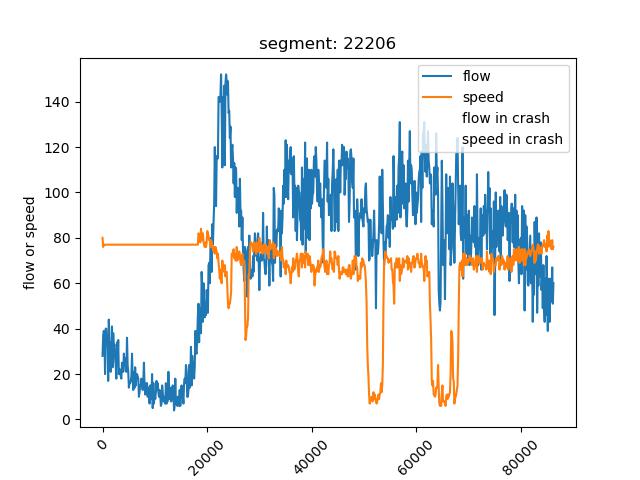 segment: 22206
flow
speed
flow in crash
speed in crash
flow or speed
140
120
100
80
60
40
20
0
0
20000
40000
60000
80000